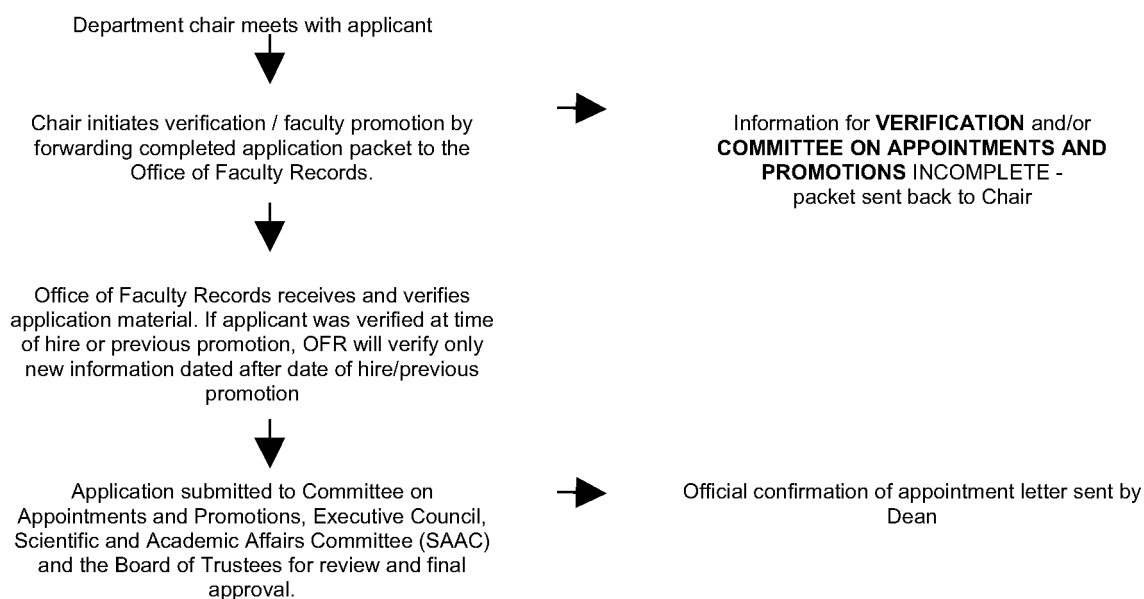 Department chair meets with applicant
Chair initiates verification / faculty promotion by
forwarding completed application packet to the
Office of Faculty Records.
Information for VERIFICATION and/or
COMMITTEE ON APPOINTMENTS AND
PROMOTIONS INCOMPLETE -
packet sent back to Chair
Office of Faculty Records receives and verifies
application material. If applicant was verified at time
of hire or previous promotion, OFR will verify only
new information dated after date of hire/previous
promotion
Application submitted to Committee on
Appointments and Promotions, Executive Council,
Scientific and Academic Affairs Committee (SAAC)
and the Board of Trustees for review and final
approval.
Official confirmation of appointment letter sent by
Dean